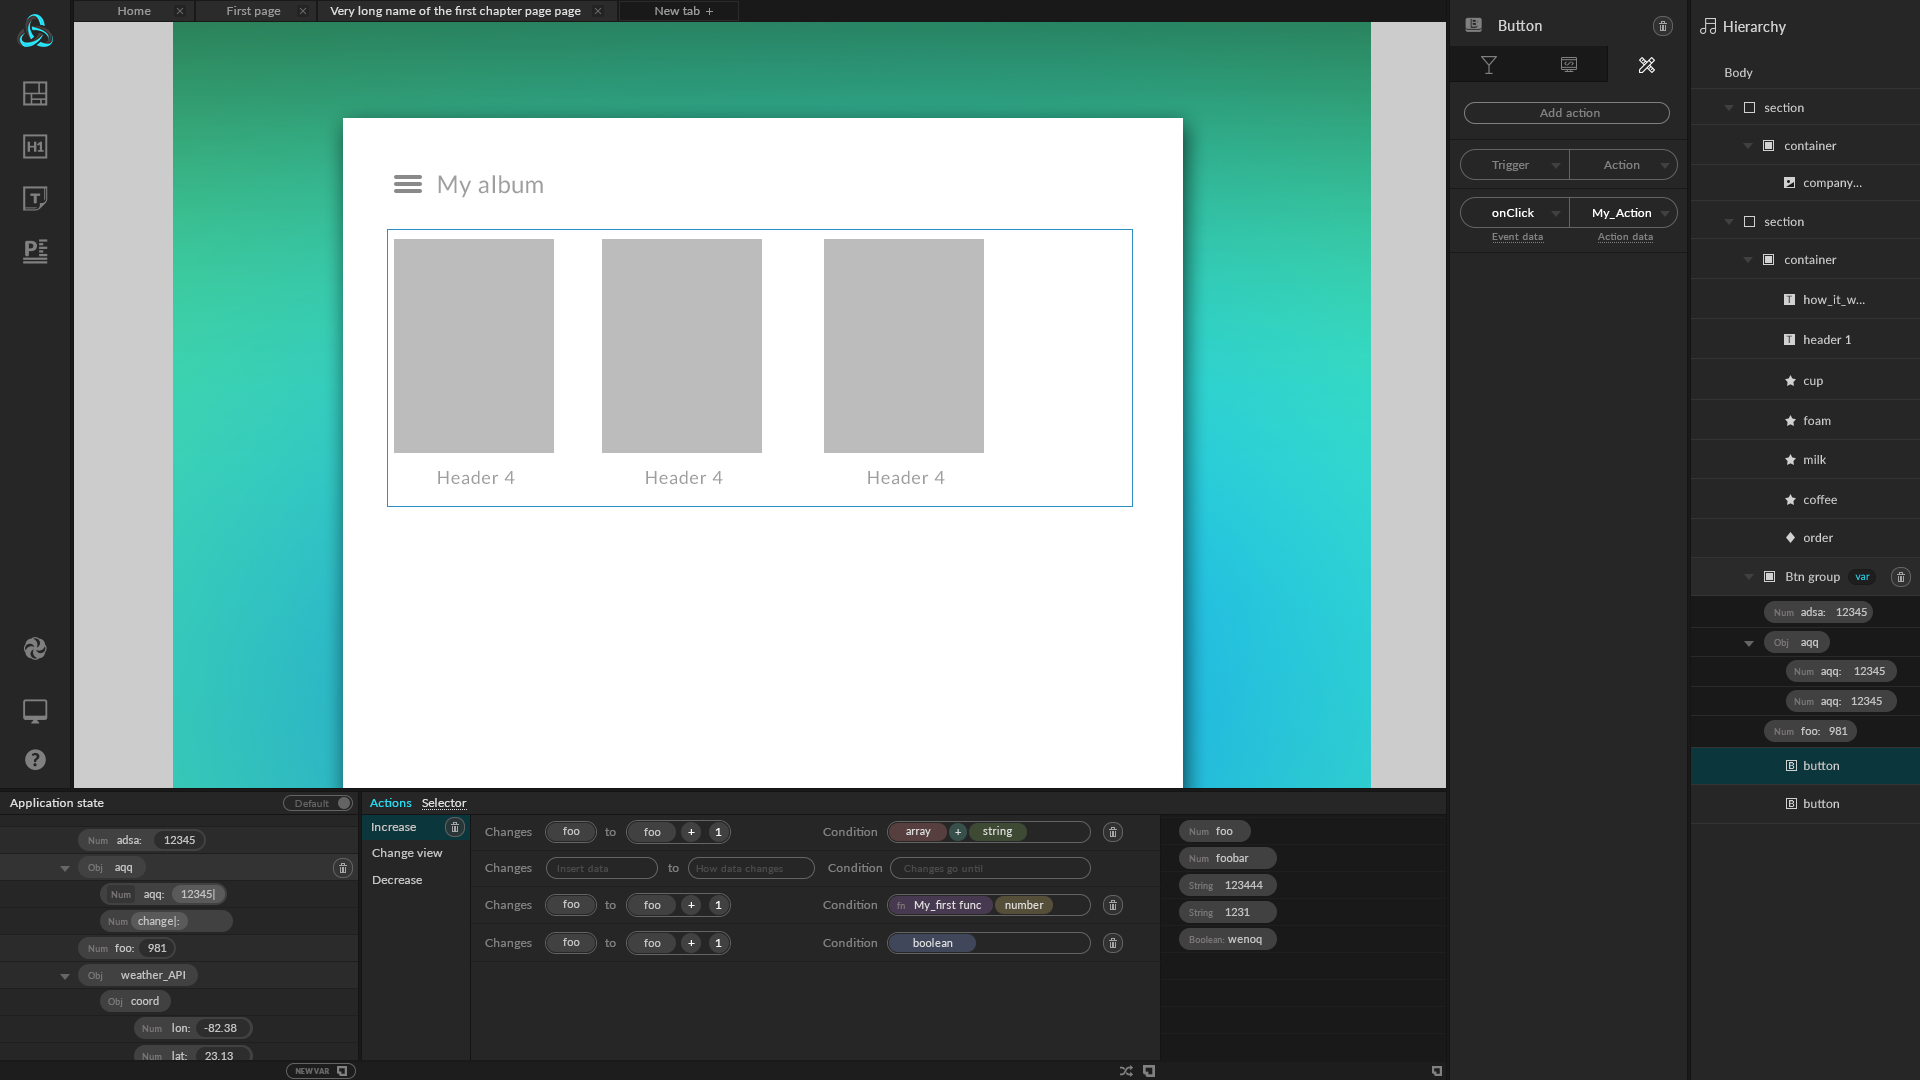 Home
First page
Very long name of the first chapter page page
New tab +
H1
T
P
My album
Header 4
Header 4
Header 4
B Button
Add action
Trigger Action
onClick My_Action
Event data Action data
Hierarchy
Body
section
container
company...
section
container
T how_it_w...
T header 1
cup
foam
milk
coffee
order
Btn group var
Num adsa: 12345
Obj aqq
Num aqq: 12345
Num aqq: 12345
Num foo: 981
B button
B button
Application state Default
Num adsa: 12345
Obj aqq
Num aqq: 12345|
Num change|:
Num foo: 981
Obj weather_API
Obj coord
Num lon: -82.38
Num lat: 23.13
NEW VAR
Actions Selector
Increase
Change view
Decrease
Changes foo to foo + 1 Condition array + string
Changes Insert data to How data changes Condition Changes go until
Changes foo to foo + 1 Condition fn My_first func number
Changes foo to foo + 1 Condition boolean
Num foo
Num foobar
String 123444
String 1231
Boolean: wenoq